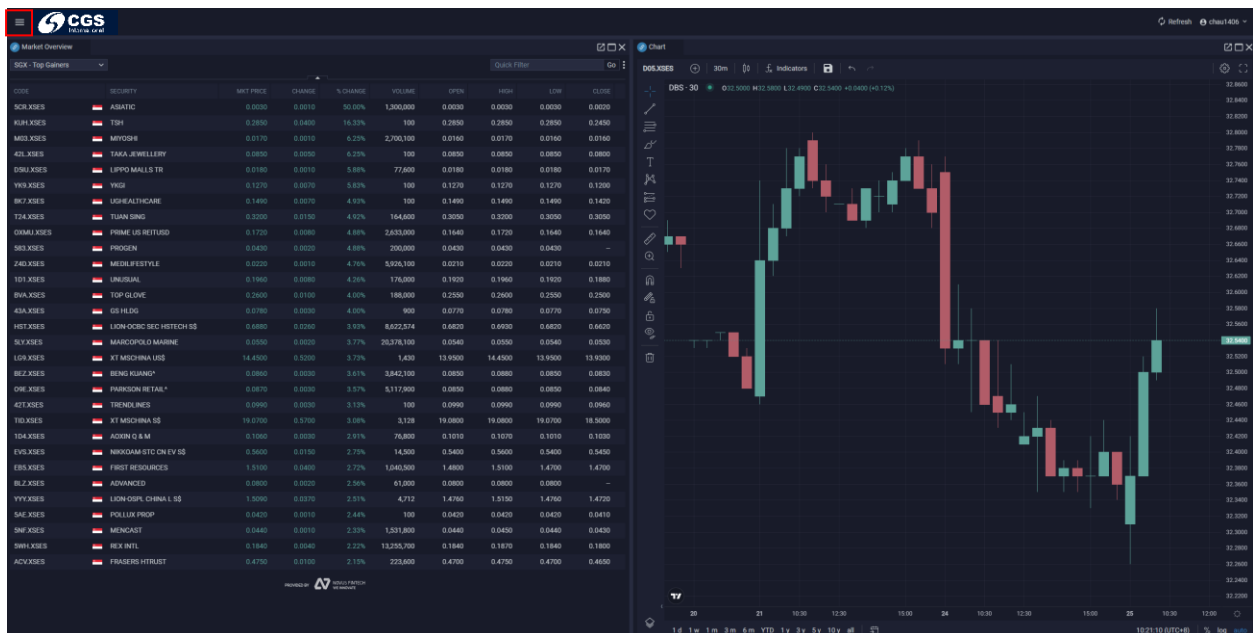 CGS
International
Refresh chau1406
Market Overview
SGX - Top Gainers Quick Filter Go
CODE SECURITY MKT PRICE CHANGE % CHANGE VOLUME OPEN HIGH LOW CLOSE
5CR.XSES ASIATIC 0.0030 0.0010 50.00% 1,300,000 0.0030 0.0030 0.0030 0.0020
KUH.XSES TSH 0.2850 0.0400 16.33% 100 0.2850 0.2850 0.2850 0.2450
M03.XSES MIYOSHI 0.0170 0.0010 6.25% 2,700,100 0.0160 0.0170 0.0160 0.0160
42L.XSES TAKA JEWELLERY 0.0850 0.0050 6.25% 100 0.0850 0.0850 0.0850 0.0800
D5IU.XSES LIPPO MALLS TR 0.0180 0.0010 5.88% 77,600 0.0180 0.0180 0.0180 0.0170
YK9.XSES YKGI 0.1270 0.0070 5.83% 100 0.1270 0.1270 0.1270 0.1200
8K7.XSES UGHEALTHCARE 0.1490 0.0070 4.93% 100 0.1490 0.1490 0.1490 0.1420
T24.XSES TUAN SING 0.3200 0.0150 4.92% 164,600 0.3050 0.3200 0.3050 0.3050
OXMU.XSES PRIME US REITUSD 0.1720 0.0080 4.88% 2,633,000 0.1640 0.1720 0.1640 0.1640
583.XSES PROGEN 0.0430 0.0020 4.88% 200,000 0.0430 0.0430 0.0430 –
Z4D.XSES MEDILIFESTYLE 0.0220 0.0010 4.76% 5,926,100 0.0210 0.0220 0.0210 0.0210
1D1.XSES UNUSUAL 0.1960 0.0080 4.26% 176,000 0.1920 0.1960 0.1920 0.1880
BVA.XSES TOP GLOVE 0.2600 0.0100 4.00% 188,000 0.2550 0.2600 0.2550 0.2500
43A.XSES GS HLDG 0.0780 0.0030 4.00% 900 0.0770 0.0780 0.0770 0.0750
HST.XSES LION-OCBC SEC HSTECH S$ 0.6880 0.0260 3.93% 8,622,574 0.6820 0.6930 0.6820 0.6620
5LY.XSES MARCOPOLO MARINE 0.0550 0.0020 3.77% 20,378,100 0.0540 0.0550 0.0540 0.0530
LG9.XSES XT MSCHINA US$ 14.4500 0.5200 3.73% 1,430 13.9500 14.4500 13.9500 13.9300
BEZ.XSES BENG KUANG* 0.0860 0.0030 3.61% 3,842,100 0.0850 0.0880 0.0850 0.0830
O9E.XSES PARKSON RETAIL* 0.0870 0.0030 3.57% 5,117,900 0.0850 0.0880 0.0850 0.0840
42T.XSES TRENDLINES 0.0990 0.0030 3.13% 100 0.0990 0.0990 0.0990 0.0960
TID.XSES XT MSCHINA S$ 19.0700 0.5700 3.08% 3,128 19.0800 19.0800 19.0700 18.5000
1D4.XSES AOXIN Q & M 0.1060 0.0030 2.91% 76,800 0.1010 0.1070 0.1010 0.1030
EVS.XSES NIKKOAM-STC CN EV S$ 0.5600 0.0150 2.75% 14,500 0.5400 0.5600 0.5400 0.5450
EB5.XSES FIRST RESOURCES 1.5100 0.0400 2.72% 1,040,500 1.4800 1.5100 1.4700 1.4700
BLZ.XSES ADVANCED 0.0800 0.0020 2.56% 61,000 0.0800 0.0800 0.0800 –
YYY.XSES LION-OSPL CHINA L S$ 1.5090 0.0370 2.51% 4,712 1.4760 1.5150 1.4760 1.4720
5AE.XSES POLLUX PROP 0.0420 0.0010 2.44% 100 0.0420 0.0420 0.0420 0.0410
5NF.XSES MENCAST 0.0440 0.0010 2.33% 1,531,800 0.0440 0.0450 0.0440 0.0430
5WH.XSES REX INTL 0.1840 0.0040 2.22% 13,255,700 0.1840 0.1870 0.1840 0.1800
ACV.XSES FRASERS HTRUST 0.4750 0.0100 2.15% 223,600 0.4700 0.4750 0.4700 0.4650
PROVIDED BY NOVUS FINTECH
WE INNOVATE
Chart
D05.XSES 30m Indicators
DBS · 30 O32.5000 H32.5800 L32.4900 C32.5400 +0.0400 (+0.12%)
32.8600
32.8400
32.8200
32.8000
32.7800
32.7600
32.7400
32.7200
32.7000
32.6800
32.6600
32.6400
32.6200
32.6000
32.5800
32.5600
32.5400
32.5200
32.5000
32.4800
32.4600
32.4400
32.4200
32.4000
32.3800
32.3600
32.3400
32.3200
32.3000
32.2800
32.2600
32.2400
32.2200
20 21 10:30 12:30 15:00 24 10:30 12:30 15:00 25 10:30 12:00
1d 1w 1m 3m 6m YTD 1y 3y 5y 10y all 10:21:10 (UTC+8) % log auto